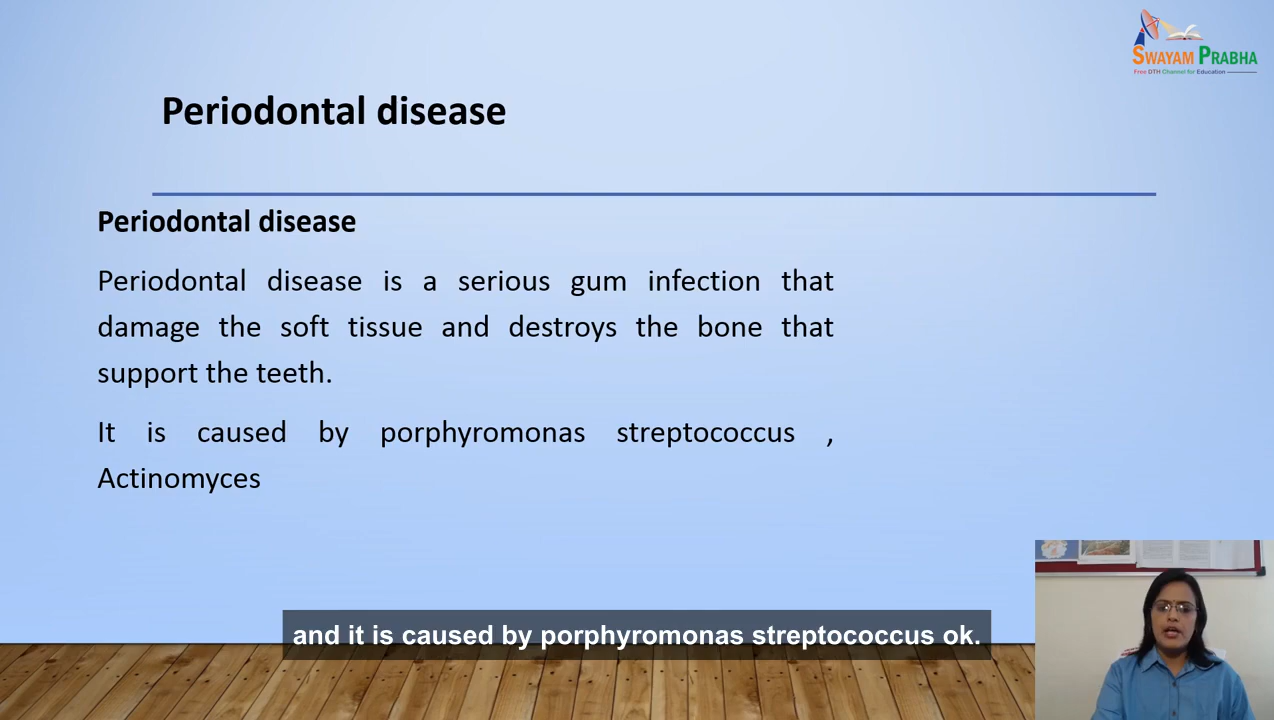 SWAYAM PRABHA
Free DTH Channel for Education
Periodontal disease
Periodontal disease
Periodontal disease is a serious gum infection that
damage the soft tissue and destroys the bone that
support the teeth.
It is caused by porphyromonas streptococcus ,
Actinomyces
and it is caused by porphyromonas streptococcus ok.